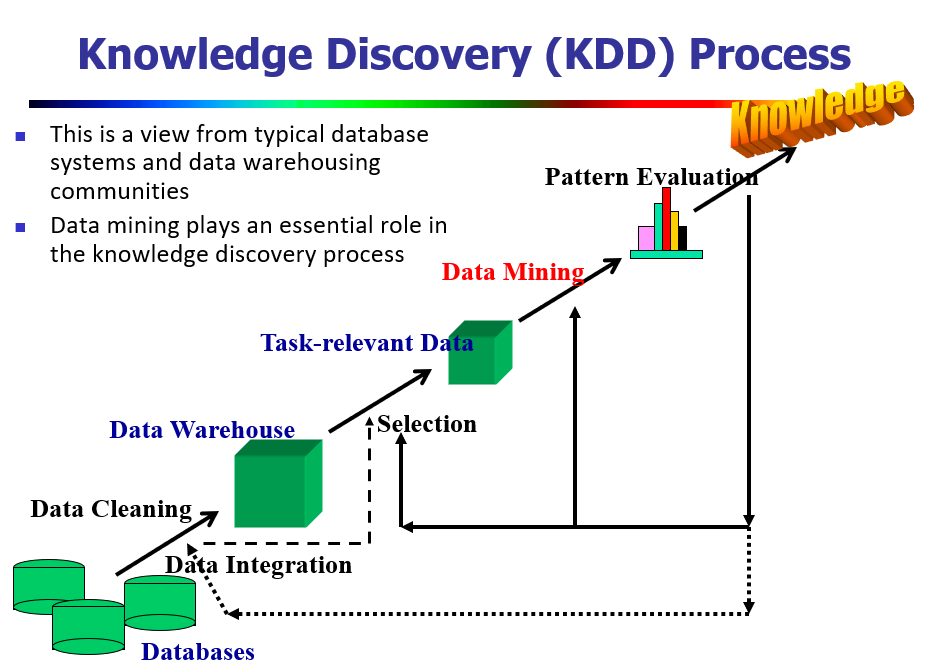 Knowledge Discovery (KDD) Process
Knowledge
This is a view from typical database
systems and data warehousing
communities
Data mining plays an essential role in
the knowledge discovery process
Pattern Evaluation
Data Mining
Task-relevant Data
Selection
Data Warehouse
Data Cleaning
Data Integration
Databases